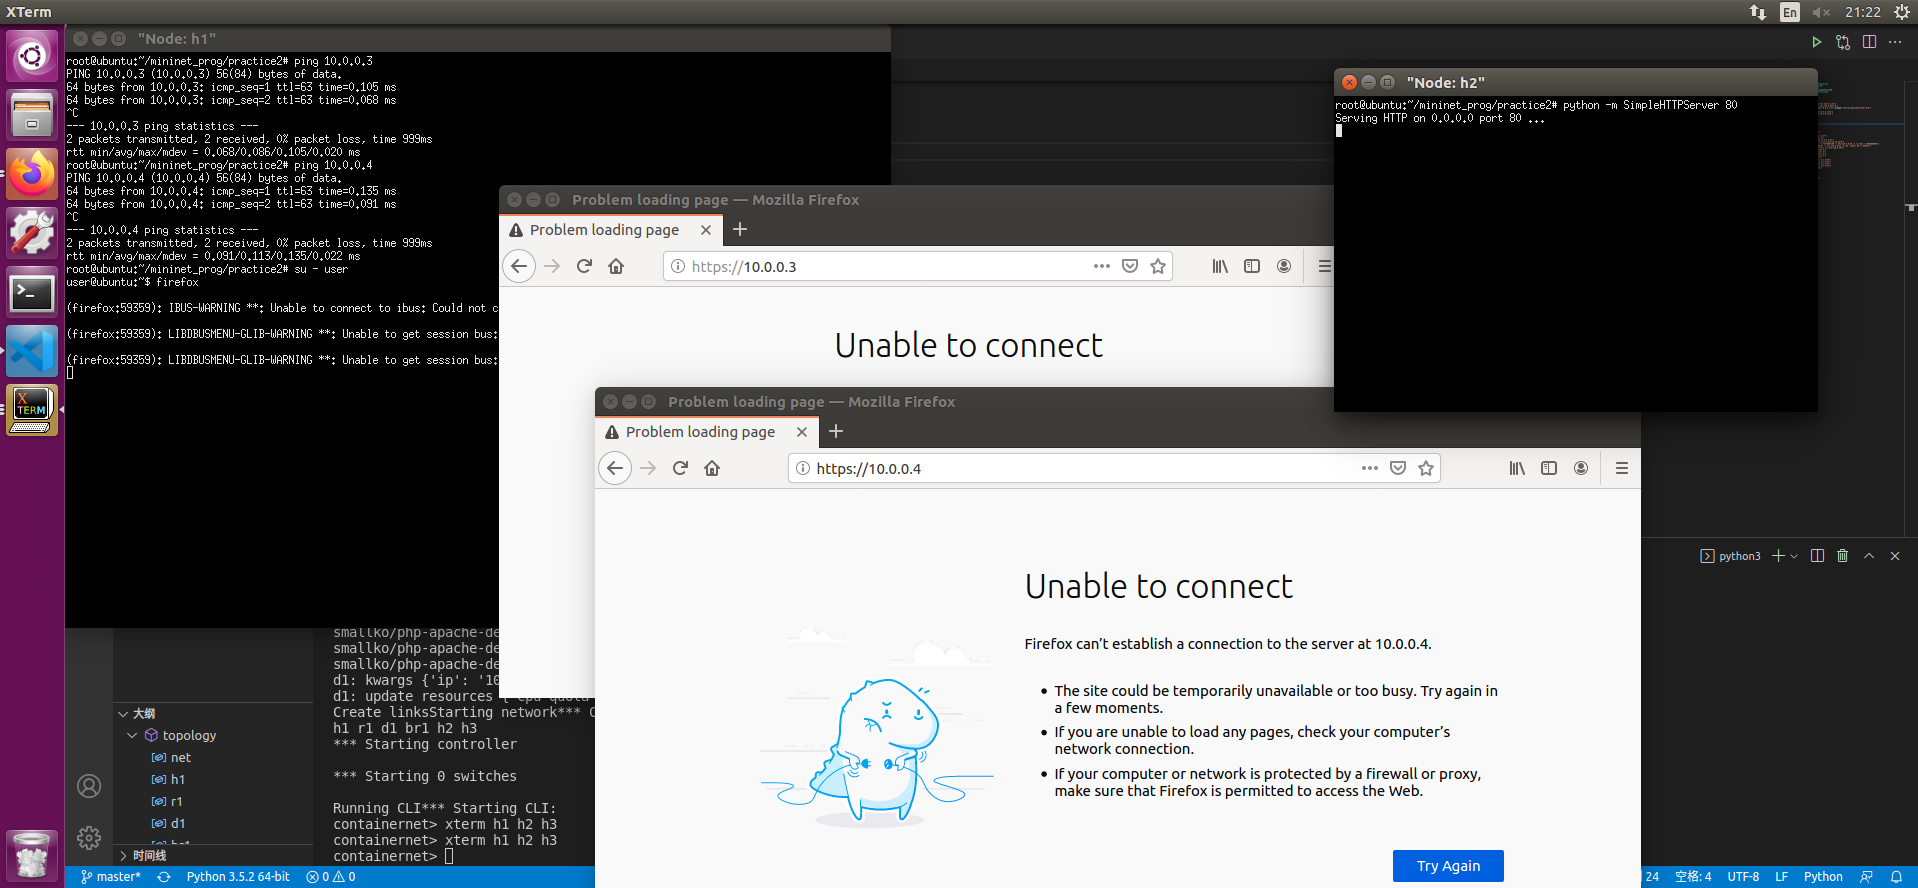 XTerm
En
21:22
"Node: h1"
root@ubuntu:~/mininet_prog/practice2# ping 10.0.0.3
PING 10.0.0.3 (10.0.0.3) 56(84) bytes of data.
64 bytes from 10.0.0.3: icmp_seq=1 ttl=63 time=0.105 ms
64 bytes from 10.0.0.3: icmp_seq=2 ttl=63 time=0.068 ms
^C
--- 10.0.0.3 ping statistics ---
2 packets transmitted, 2 received, 0% packet loss, time 999ms
rtt min/avg/max/mdev = 0.068/0.086/0.105/0.020 ms
root@ubuntu:~/mininet_prog/practice2# ping 10.0.0.4
PING 10.0.0.4 (10.0.0.4) 56(84) bytes of data.
64 bytes from 10.0.0.4: icmp_seq=1 ttl=63 time=0.135 ms
64 bytes from 10.0.0.4: icmp_seq=2 ttl=63 time=0.091 ms
^C
--- 10.0.0.4 ping statistics ---
2 packets transmitted, 2 received, 0% packet loss, time 999ms
rtt min/avg/max/mdev = 0.091/0.113/0.135/0.022 ms
root@ubuntu:~/mininet_prog/practice2# su - user
user@ubuntu:~$ firefox
(firefox:59359): IBUS-WARNING **: Unable to connect to ibus: Could not c
(firefox:59359): LIBDBUSMENU-GLIB-WARNING **: Unable to get session bus:
(firefox:59359): LIBDBUSMENU-GLIB-WARNING **: Unable to get session bus:
"Node: h2"
root@ubuntu:~/mininet_prog/practice2# python -m SimpleHTTPServer 80
Serving HTTP on 0.0.0.0 port 80 ...
Problem loading page — Mozilla Firefox
Problem loading page
https://10.0.0.3
Unable to connect
Problem loading page — Mozilla Firefox
Problem loading page
https://10.0.0.4
Unable to connect
Firefox can’t establish a connection to the server at 10.0.0.4.
• The site could be temporarily unavailable or too busy. Try again in
a few moments.
• If you are unable to load any pages, check your computer’s
network connection.
• If your computer or network is protected by a firewall or proxy,
make sure that Firefox is permitted to access the Web.
Try Again
X
TERM
python3
smallko/php-apache-de
smallko/php-apache-de
smallko/php-apache-de
d1: kwargs {'ip': '10
d1: update resources {'cpu_quota
Create linksStarting network*** C
h1 r1 d1 br1 h2 h3
*** Starting controller
*** Starting 0 switches
Running CLI*** Starting CLI:
containernet> xterm h1 h2 h3
containernet> xterm h1 h2 h3
containernet>
大纲
topology
net
h1
r1
d1
br1
时间线
master*
Python 3.5.2 64-bit
0
0
24
空格: 4
UTF-8
LF
Python